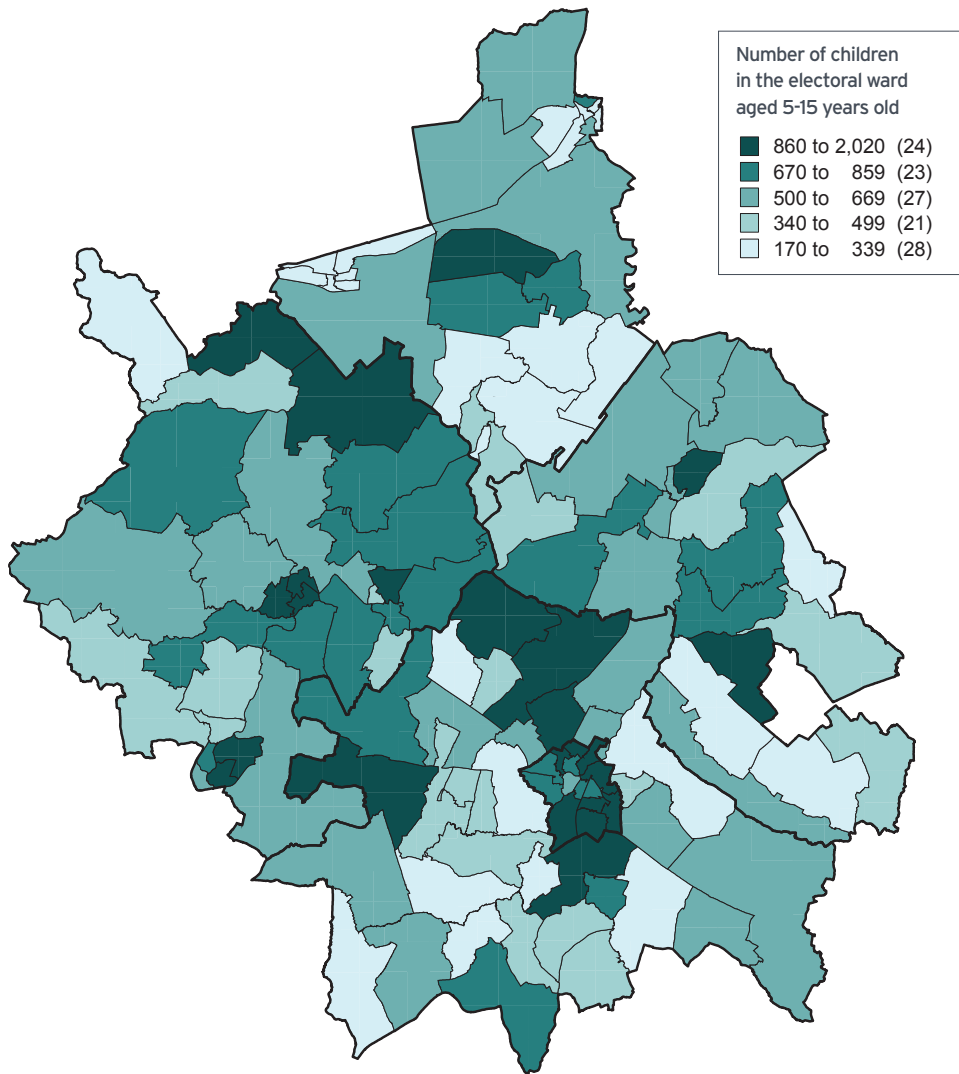 Number of children
in the electoral ward
aged 5-15 years old
860 to 2,020 (24)
670 to 859 (23)
500 to 669 (27)
340 to 499 (21)
170 to 339 (28)